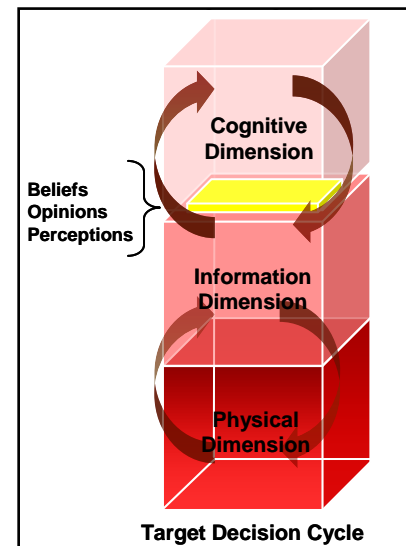 Cognitive
Dimension
Beliefs
Opinions
Perceptions
Information
Dimension
Physical
Dimension
Target Decision Cycle